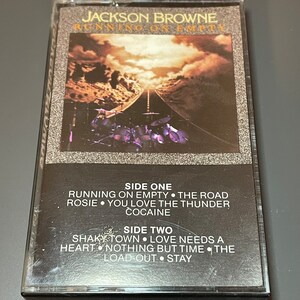 JACKSON BROWNE
RUNNING ON EMPTY
SIDE ONE
RUNNING ON EMPTY • THE ROAD
ROSIE • YOU LOVE THE THUNDER
COCAINE
SIDE TWO
SHAKY TOWN • LOVE NEEDS A
HEART • NOTHING BUT TIME • THE
LOAD-OUT • STAY